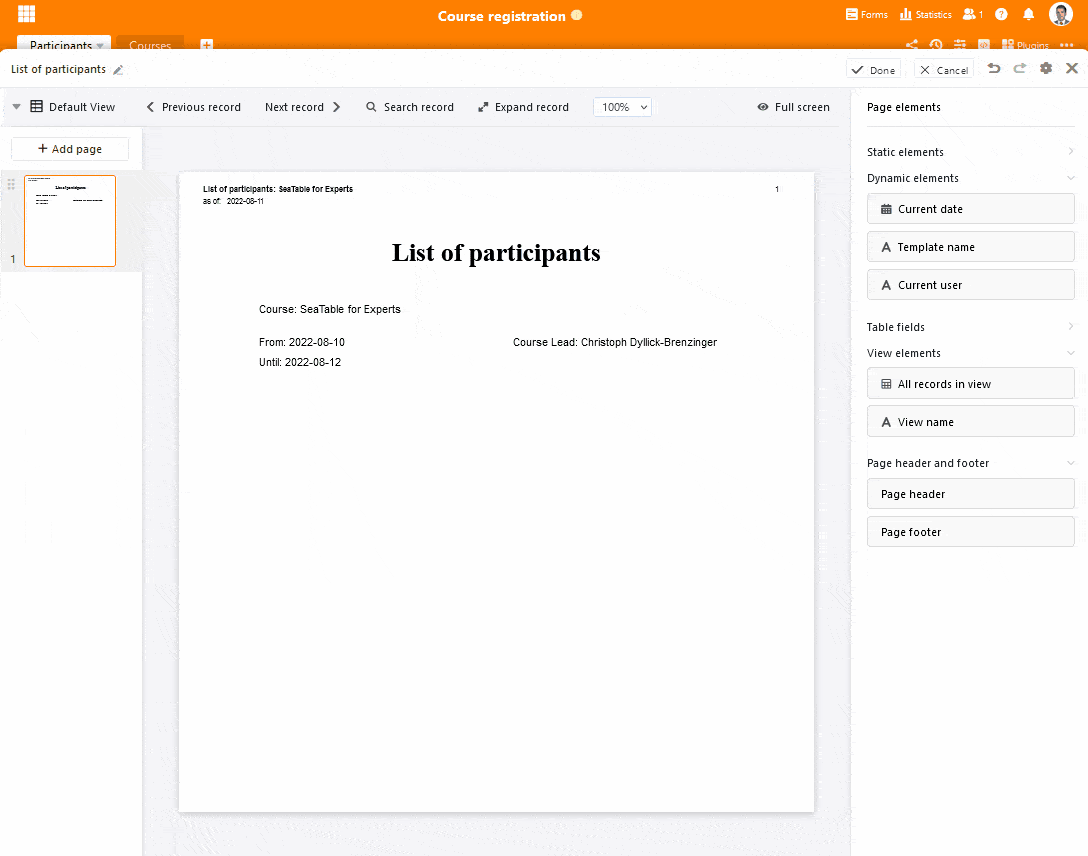 Course registration
Forms
Statistics
1
?
Participants
Courses
Plugins
List of participants
Done
Cancel
Default View
Previous record
Next record
Search record
Expand record
100%
Full screen
Add page
1
List of participants: SeaTable for Experts
1
as of: 2022-08-11
List of participants
Course: SeaTable for Experts
From: 2022-08-10
Course Lead: Christoph Dyllick-Brenzinger
Until: 2022-08-12
Page elements
Static elements
Dynamic elements
Current date
A Template name
A Current user
Table fields
View elements
All records in view
A View name
Page header and footer
Page header
Page footer